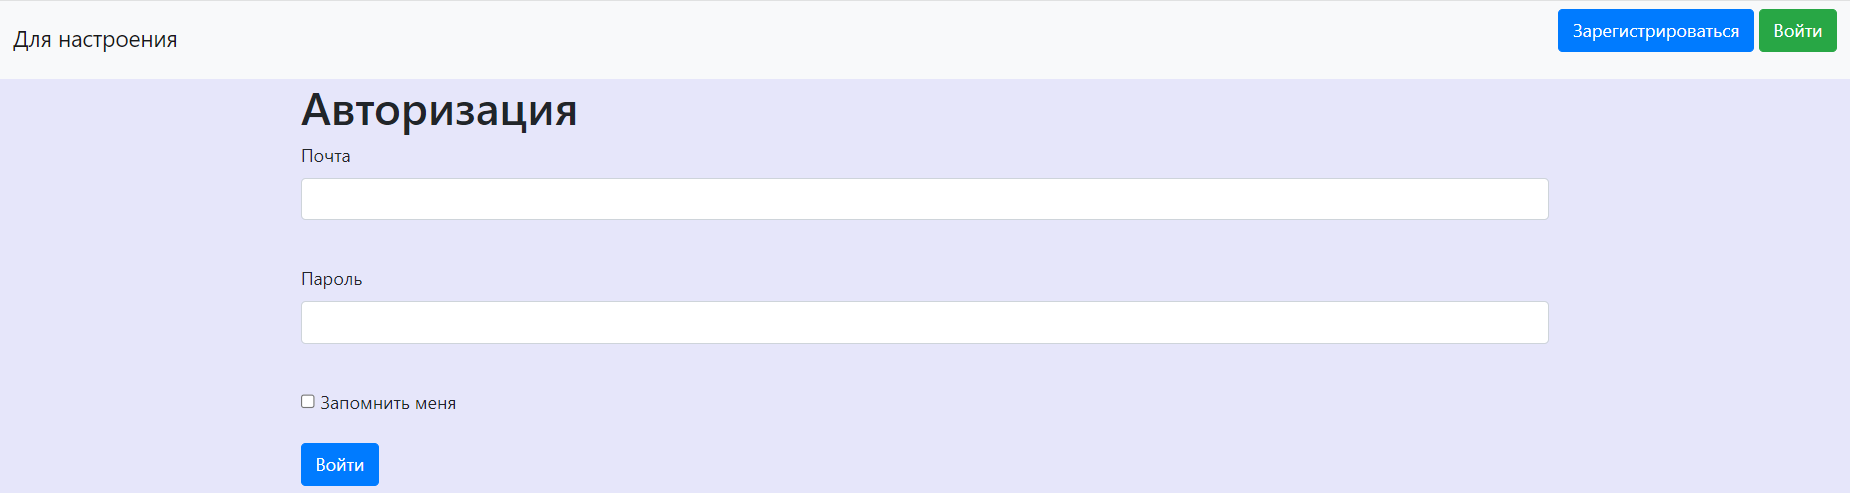 Для настроения
Зарегистрироваться
Войти
Авторизация
Почта
Пароль
Запомнить меня
Войти